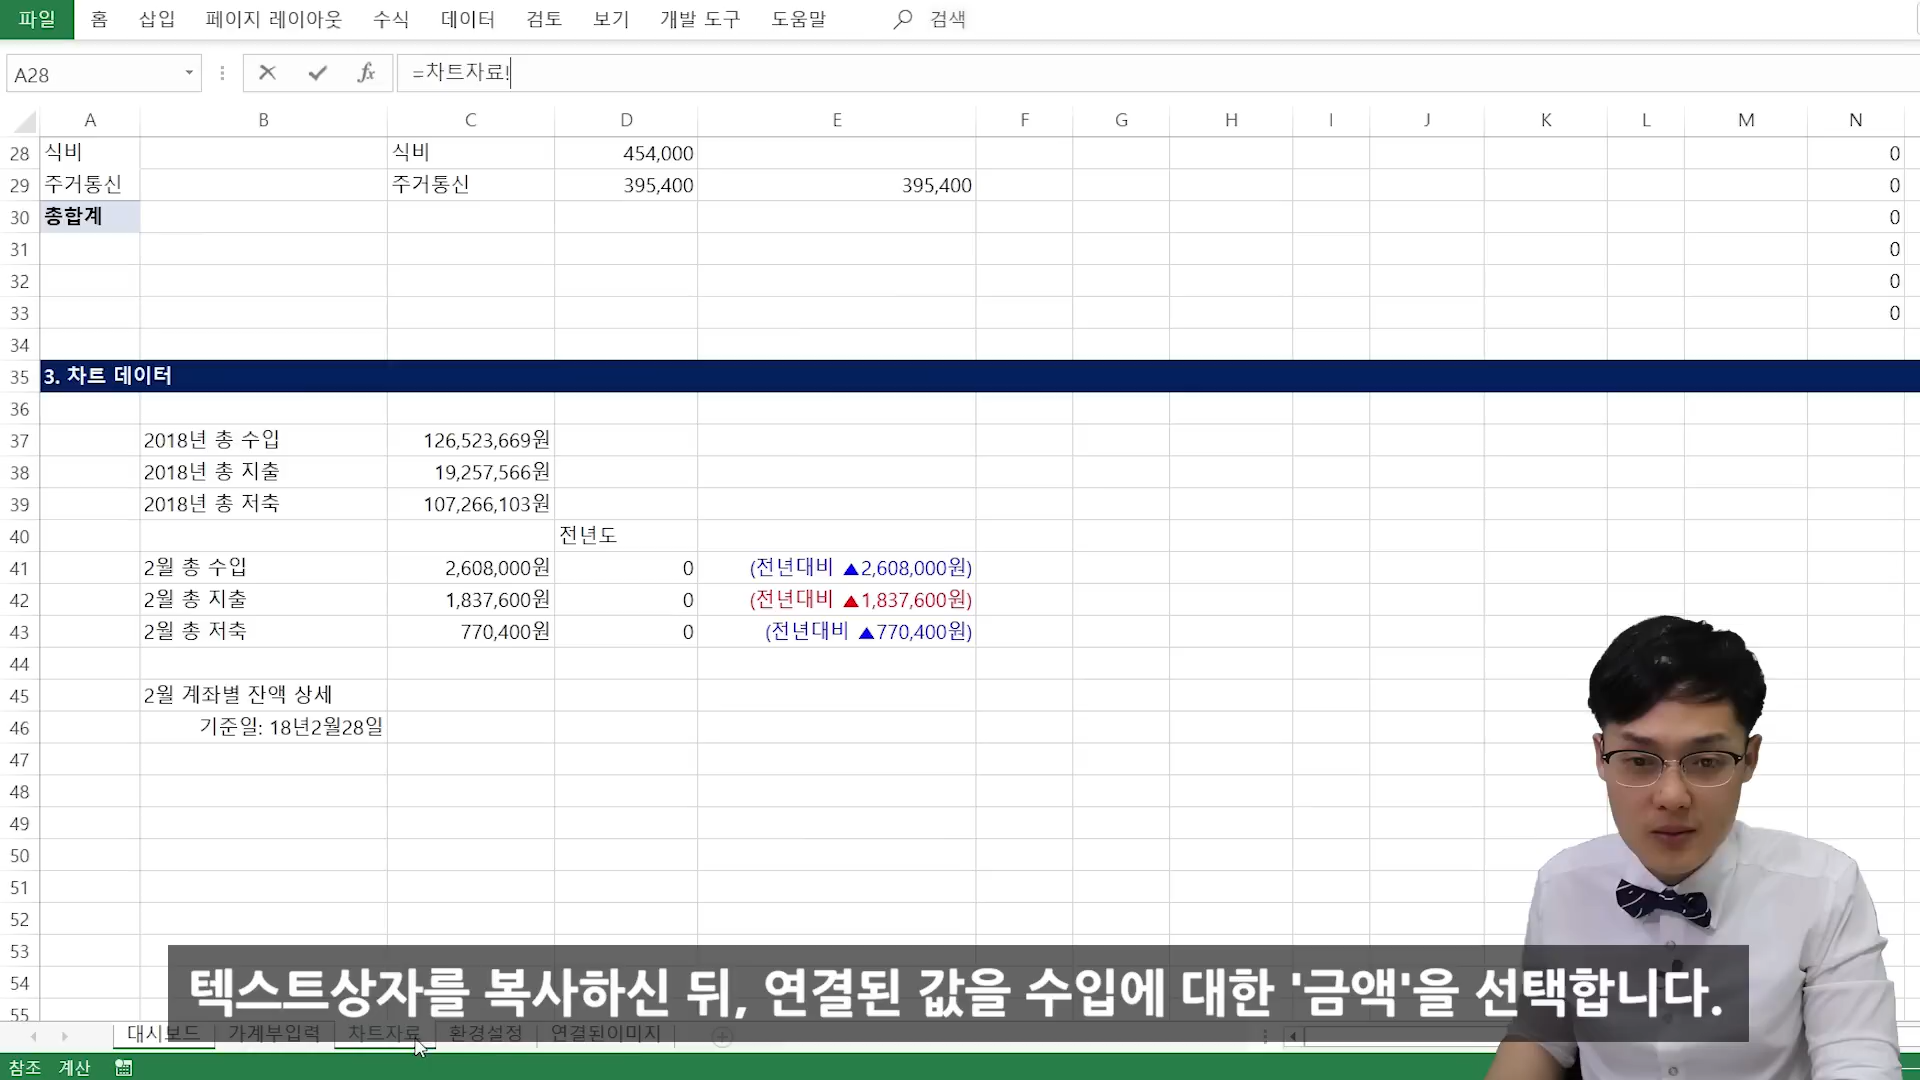 파일 홈 삽입 페이지 레이아웃 수식 데이터 검토 보기 개발 도구 도움말 검색
A28 fx =차트자료!
A B C D E F G H I J K L M N
28 식비 식비 454,000 0
29 주거통신 주거통신 395,400 395,400 0
30 총합계 0
31 0
32 0
33 0
34
35 3. 차트 데이터
36
37 2018년 총 수입 126,523,669원
38 2018년 총 지출 19,257,566원
39 2018년 총 저축 107,266,103원
40 전년도
41 2월 총 수입 2,608,000원 0 (전년대비 ▲2,608,000원)
42 2월 총 지출 1,837,600원 0 (전년대비 ▲1,837,600원)
43 2월 총 저축 770,400원 0 (전년대비 ▲770,400원)
44
45 2월 계좌별 잔액 상세
46 기준일: 18년2월28일
47
48
49
50
51
52
53
54
55
텍스트상자를 복사하신 뒤, 연결된 값을 수입에 대한 '금액'을 선택합니다.
대시보드 가계부입력 차트자료 환경설정 연결된이미지
참조 계산